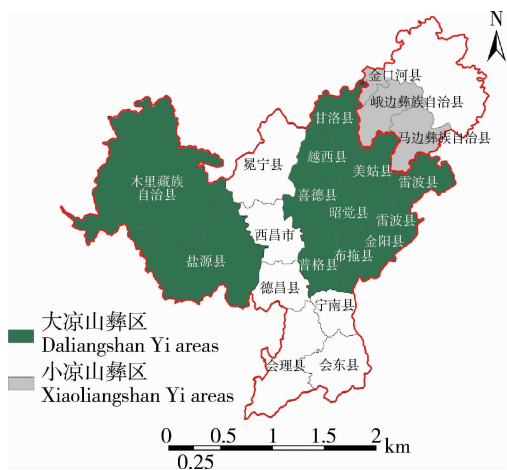 N
金口河县
峨边彝族自治县
甘洛县
马边彝族自治县
越西县
美姑县
冕宁县
雷波县
木里藏族
自治县
喜德县
昭觉县
雷波县
西昌市
金阳县
布拖县
盐源县
普格县
德昌县
宁南县
大凉山彝区
Daliangshan Yi areas
会理县
会东县
小凉山彝区
Xiaoliangshan Yi areas
0 0.5 1 1.5 2
km
0.25